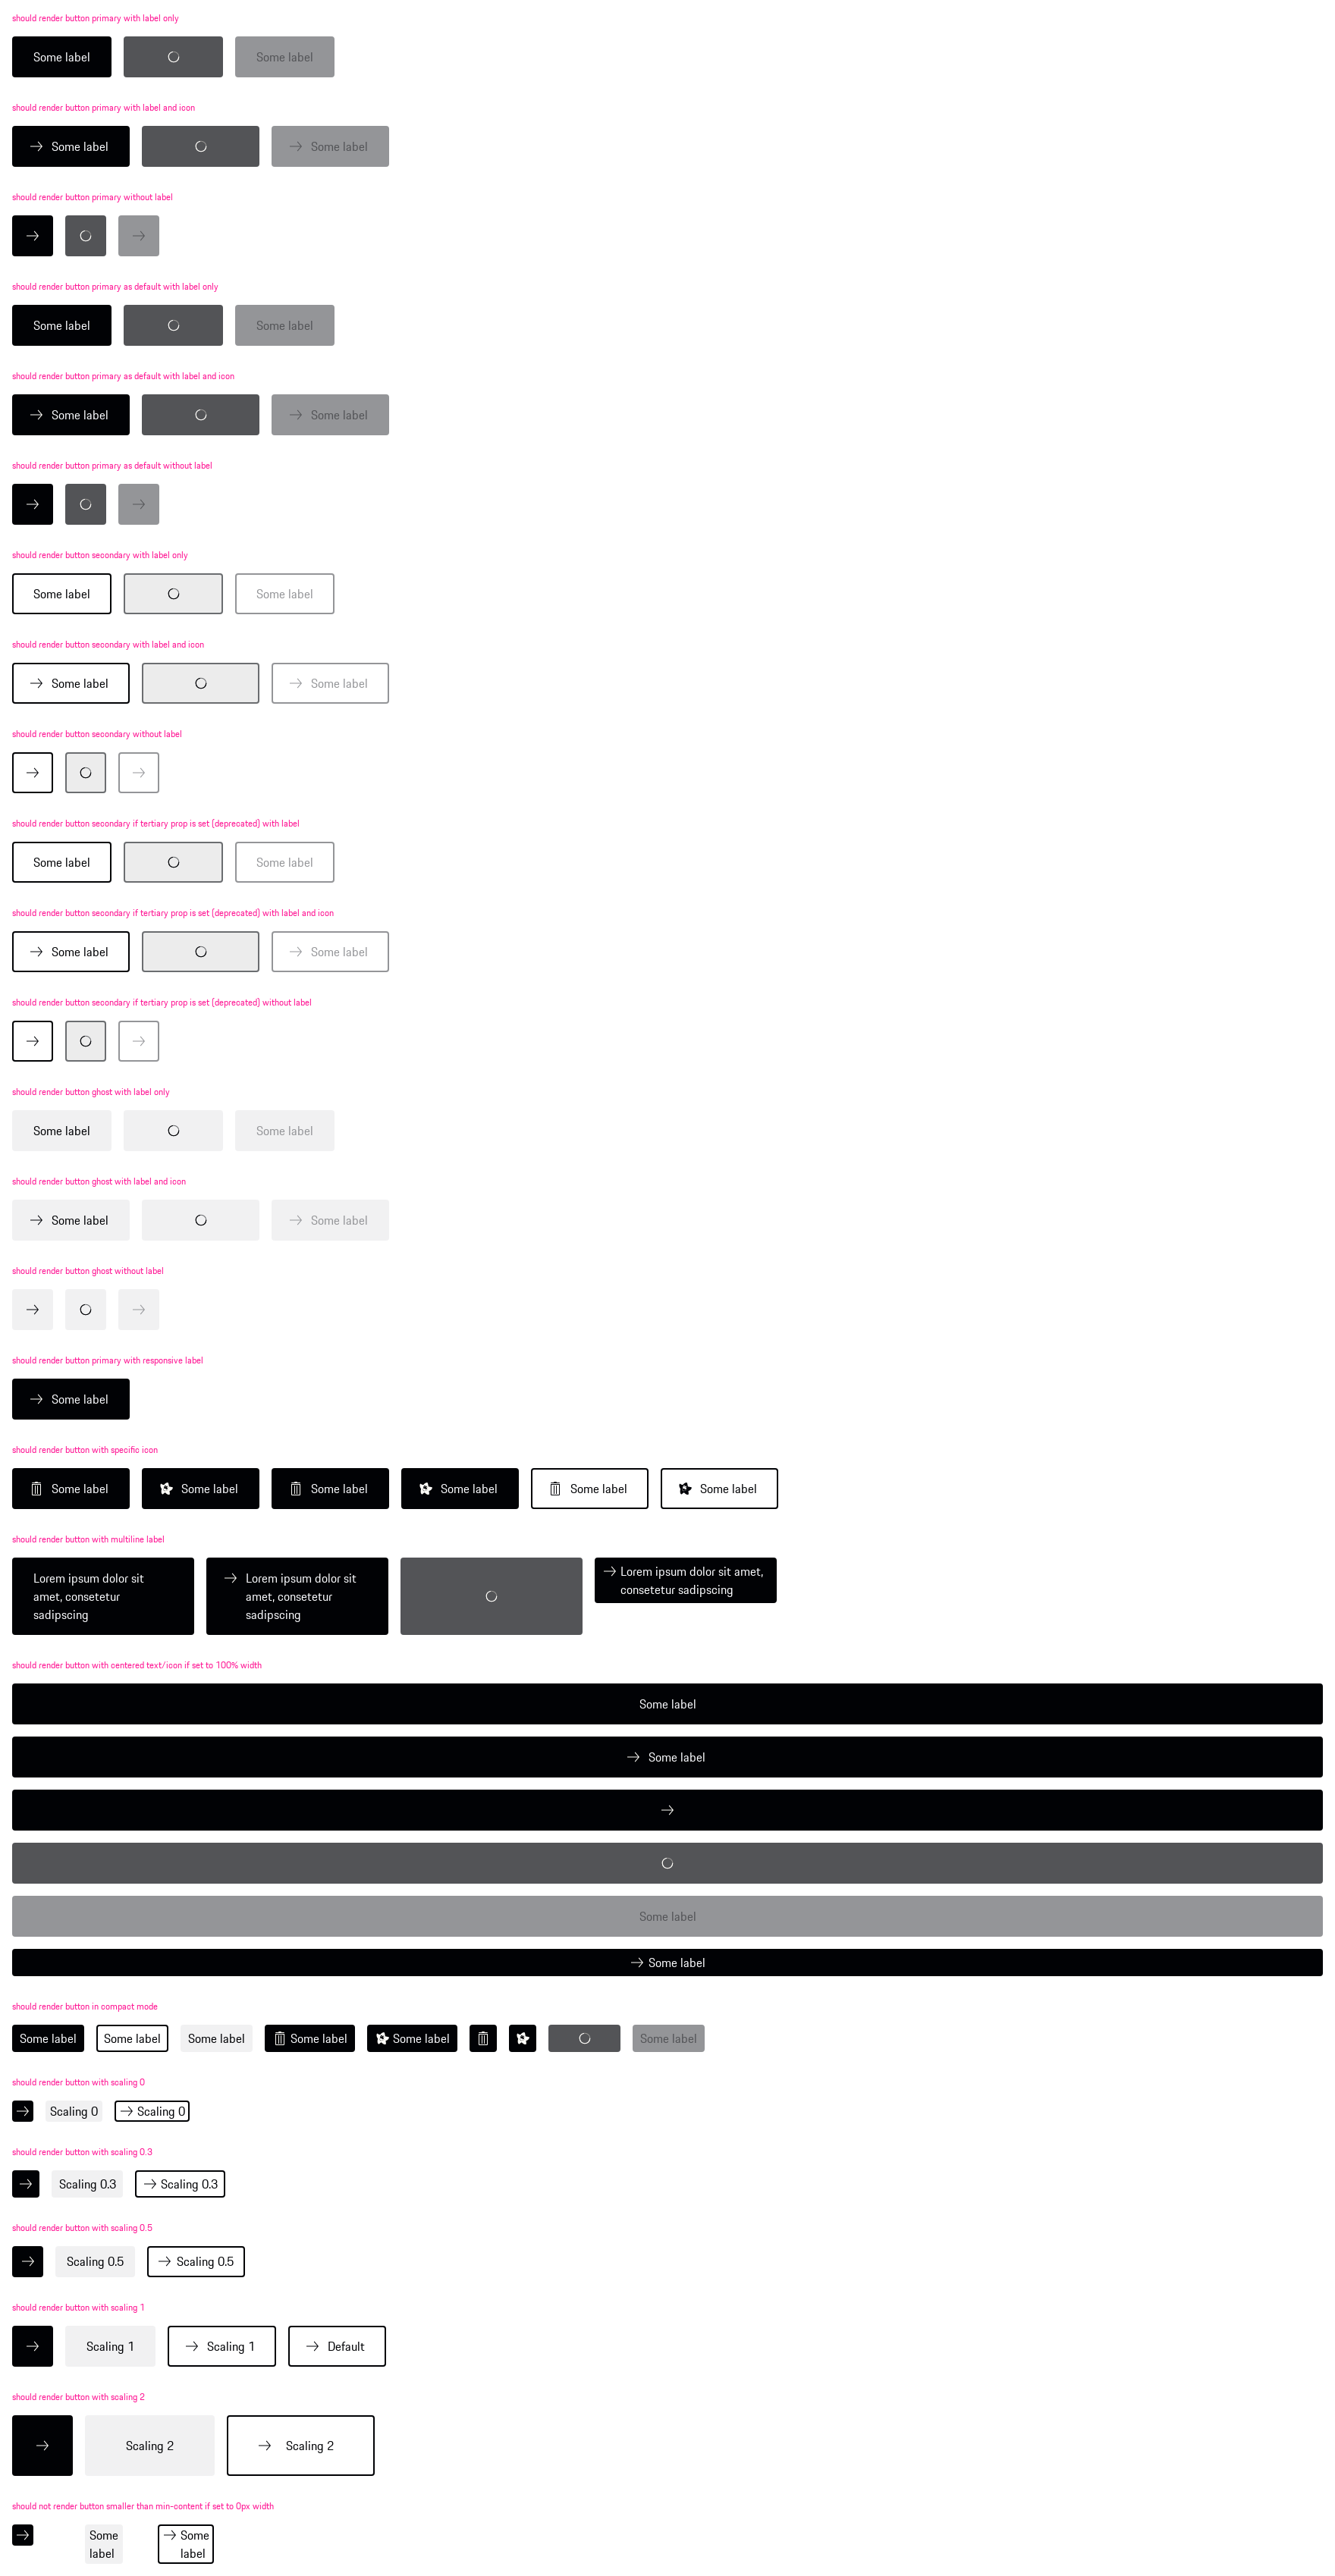 should render button primary with label only
Some label Some label
should render button primary with label and icon
Some label Some label
should render button primary without label
should render button primary as default with label only
Some label Some label
should render button primary as default with label and icon
Some label Some label
should render button primary as default without label
should render button secondary with label only
Some label Some label
should render button secondary with label and icon
Some label Some label
should render button secondary without label
should render button secondary if tertiary prop is set (deprecated) with label
Some label Some label
should render button secondary if tertiary prop is set (deprecated) with label and icon
Some label Some label
should render button secondary if tertiary prop is set (deprecated) without label
should render button ghost with label only
Some label Some label
should render button ghost with label and icon
Some label Some label
should render button ghost without label
should render button primary with responsive label
Some label
should render button with specific icon
Some label Some label Some label Some label Some label Some label
should render button with multiline label
Lorem ipsum dolor sit
amet, consetetur
sadipscing
Lorem ipsum dolor sit
amet, consetetur
sadipscing
Lorem ipsum dolor sit amet,
consetetur sadipscing
should render button with centered text/icon if set to 100% width
Some label
Some label
Some label
Some label
should render button in compact mode
Some label Some label Some label Some label Some label Some label
should render button with scaling 0
Scaling 0 Scaling 0
should render button with scaling 0.3
Scaling 0.3 Scaling 0.3
should render button with scaling 0.5
Scaling 0.5 Scaling 0.5
should render button with scaling 1
Scaling 1 Scaling 1 Default
should render button with scaling 2
Scaling 2 Scaling 2
should not render button smaller than min-content if set to 0px width
Some
label
Some
label